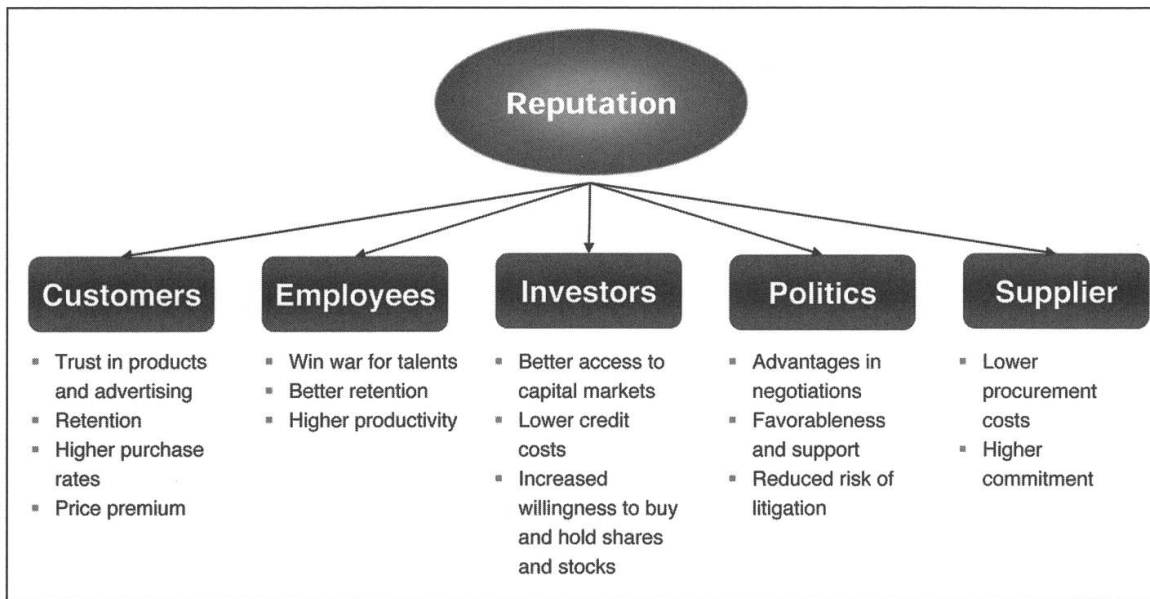 Reputation
Customers
Trust in products
and advertising
Retention
Higher purchase
rates
Price premium
Employees
Win war for talents
Better retention
Higher productivity
Investors
Better access to
capital markets
Lower credit
costs
Increased
willingness to buy
and hold shares
and stocks
Politics
Advantages in
negotiations
Favorableness
and support
Reduced risk of
litigation
Supplier
Lower
procurement
costs
Higher
commitment